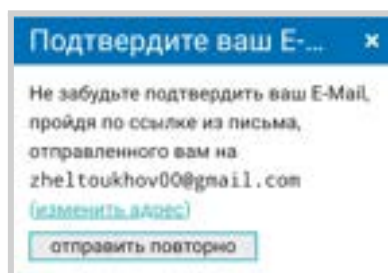 Подтвердите ваш E-...
×
Не забудьте подтвердить ваш E-Mail,
пройдя по ссылке из письма,
отправленного вам на
zheltoukhov00@gmail.com
(изменить адрес)
отправить повторно